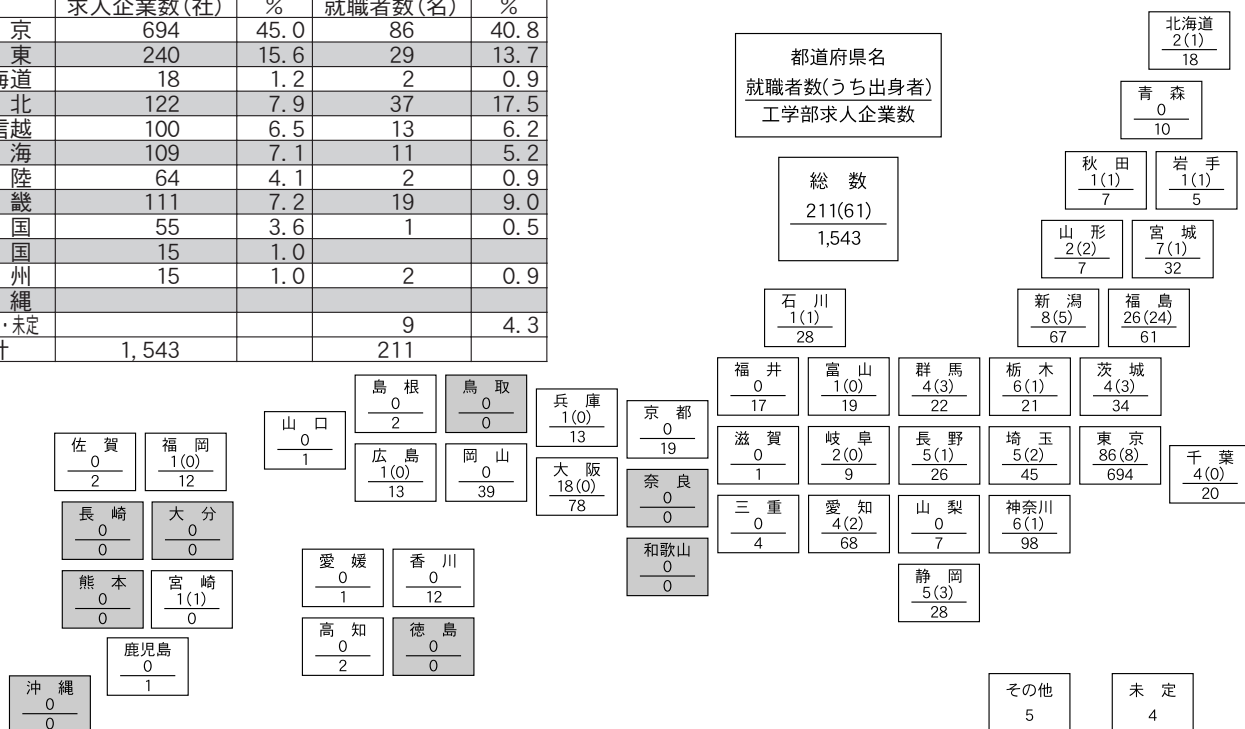 求人企業数(社) % 就職者数(名) %
京 694 45.0 86 40.8
東 240 15.6 29 13.7
海道 18 1.2 2 0.9
北 122 7.9 37 17.5
信越 100 6.5 13 6.2
海 109 7.1 11 5.2
陸 64 4.1 2 0.9
畿 111 7.2 19 9.0
国 55 3.6 1 0.5
国 15 1.0
州 15 1.0 2 0.9
縄
・未定 9 4.3
計 1,543 211
都道府県名
就職者数(うち出身者)
工学部求人企業数
総 数
211(61)
1,543
北海道
2(1)
18
青 森
0
10
秋 田
1(1)
7
岩 手
1(1)
5
山 形
2(2)
7
宮 城
7(1)
32
石 川
1(1)
28
新 潟
8(5)
67
福 島
26(24)
61
福 井
0
17
富 山
1(0)
19
群 馬
4(3)
22
栃 木
6(1)
21
茨 城
4(3)
34
島 根
0
2
鳥 取
0
0
兵 庫
1(0)
13
京 都
0
19
山 口
0
1
佐 賀
0
2
福 岡
1(0)
12
広 島
1(0)
13
岡 山
0
39
大 阪
18(0)
78
奈 良
0
0
滋 賀
0
1
岐 阜
2(0)
9
長 野
5(1)
26
埼 玉
5(2)
45
東 京
86(8)
694
千 葉
4(0)
20
長 崎
0
0
大 分
0
0
三 重
0
4
愛 知
4(2)
68
山 梨
0
7
神奈川
6(1)
98
和歌山
0
0
愛 媛
0
1
香 川
0
12
熊 本
0
0
宮 崎
1(1)
0
静 岡
5(3)
28
高 知
0
2
徳 島
0
0
鹿児島
0
1
沖 縄
0
0
その他
5
未 定
4